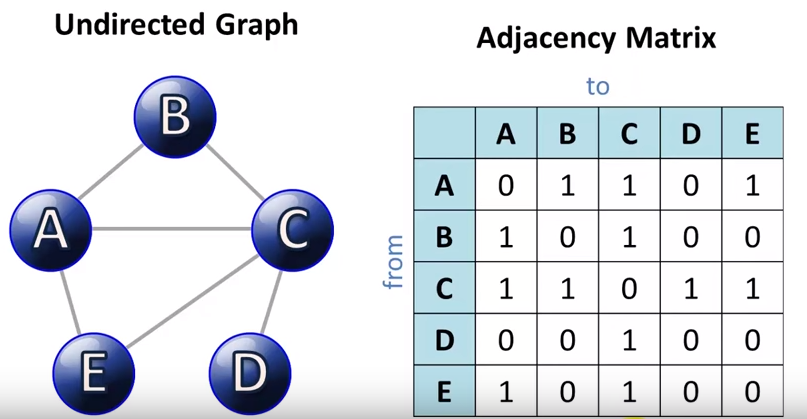 Undirected Graph
B
A
C
E
D
Adjacency Matrix
to
from
A B C D E
A 0 1 1 0 1
B 1 0 1 0 0
C 1 1 0 1 1
D 0 0 1 0 0
E 1 0 1 0 0